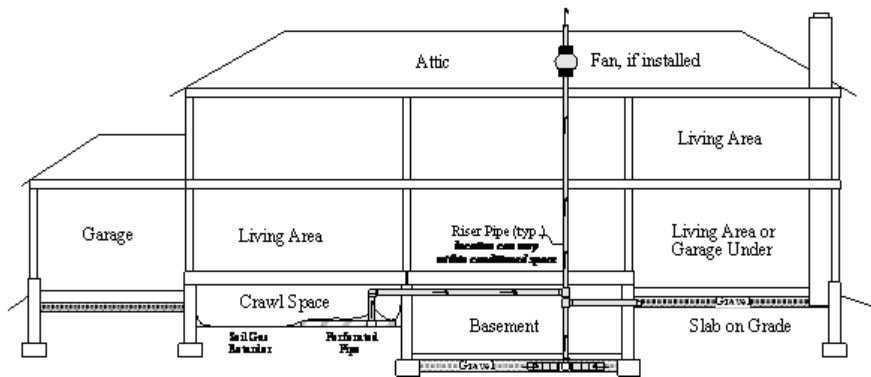 Attic
Fan, if installed
Living Area
Garage
Living Area
Riser Pipe (typ.)
location can vary
within conditioned space
Living Area or
Garage Under
Crawl Space
Gravel
Soil Gas
Retarder
Perforated
Pipe
Basement
Slab on Grade
Gravel